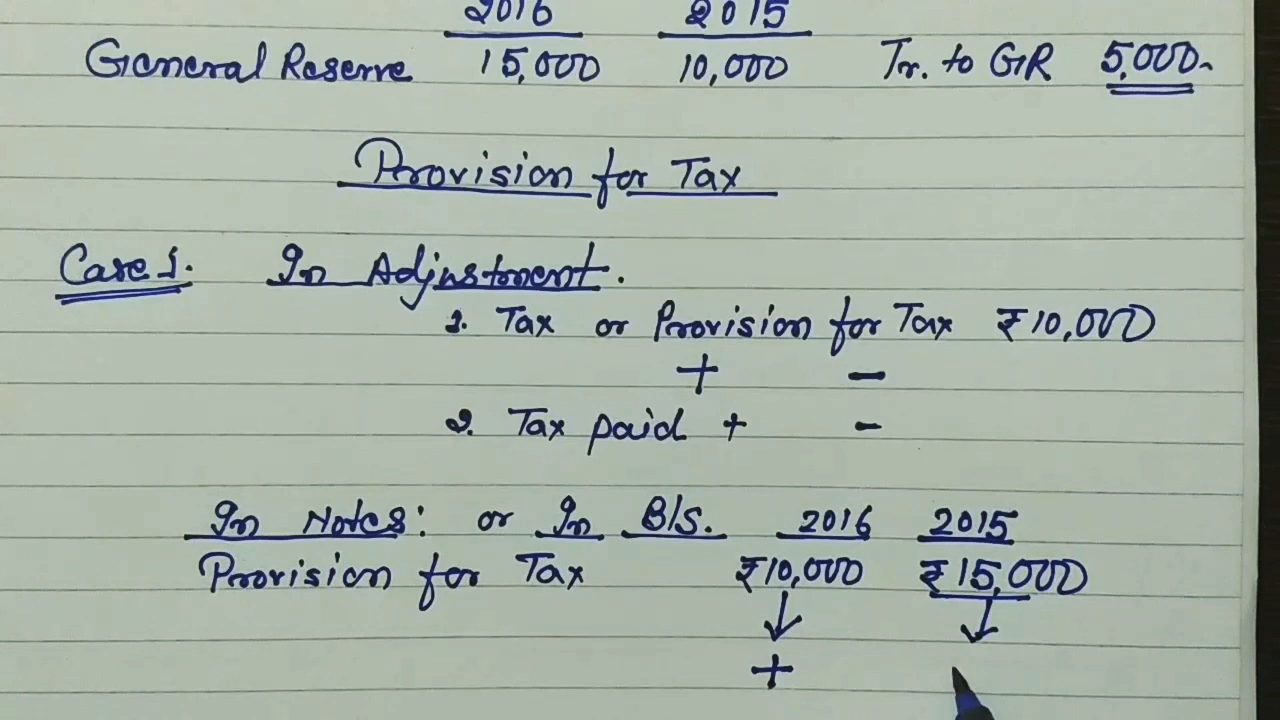 2016 2015
General Reserve 15,000 10,000 Tr. to GR 5,000
Provision for Tax
Case 1. In Adjustment.
1. Tax or Provision for Tax ₹10,000
+ -
2. Tax paid + -
In Notes: or In B/S. 2016 2015
Provision for Tax ₹10,000 ₹15,000
↓ ↓
+